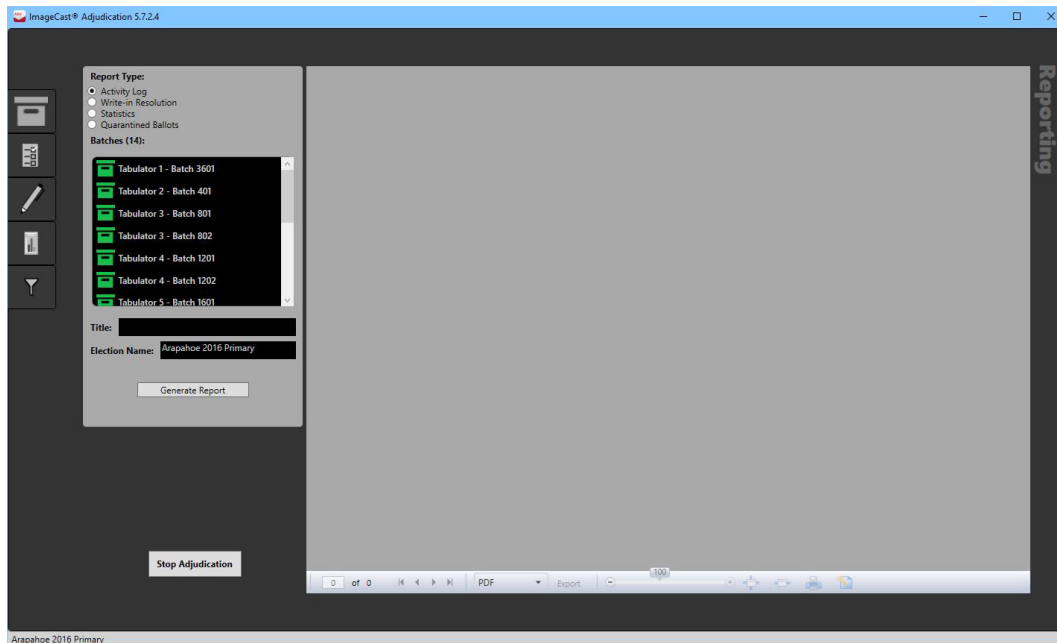 ImageCast® Adjudication 5.7.2.4
Reporting
Report Type:
Activity Log
Write-in Resolution
Statistics
Quarantined Ballots
Batches (14):
Tabulator 1 - Batch 3601
Tabulator 2 - Batch 401
Tabulator 3 - Batch 801
Tabulator 3 - Batch 802
Tabulator 4 - Batch 1201
Tabulator 4 - Batch 1202
Tabulator 5 - Batch 1601
Title:
Election Name: Arapahoe 2016 Primary
Generate Report
Stop Adjudication
0 of 0 PDF Export 100
Arapahoe 2016 Primary